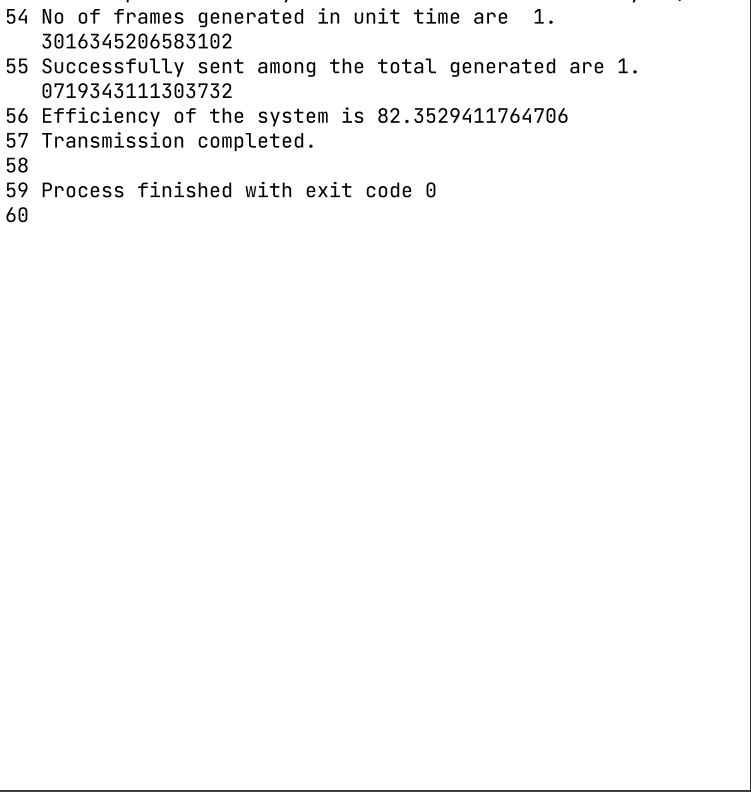 54 No of frames generated in unit time are  1.
3016345206583102
55 Successfully sent among the total generated are 1.
0719343111303732
56 Efficiency of the system is 82.3529411764706
57 Transmission completed.
58
59 Process finished with exit code 0
60